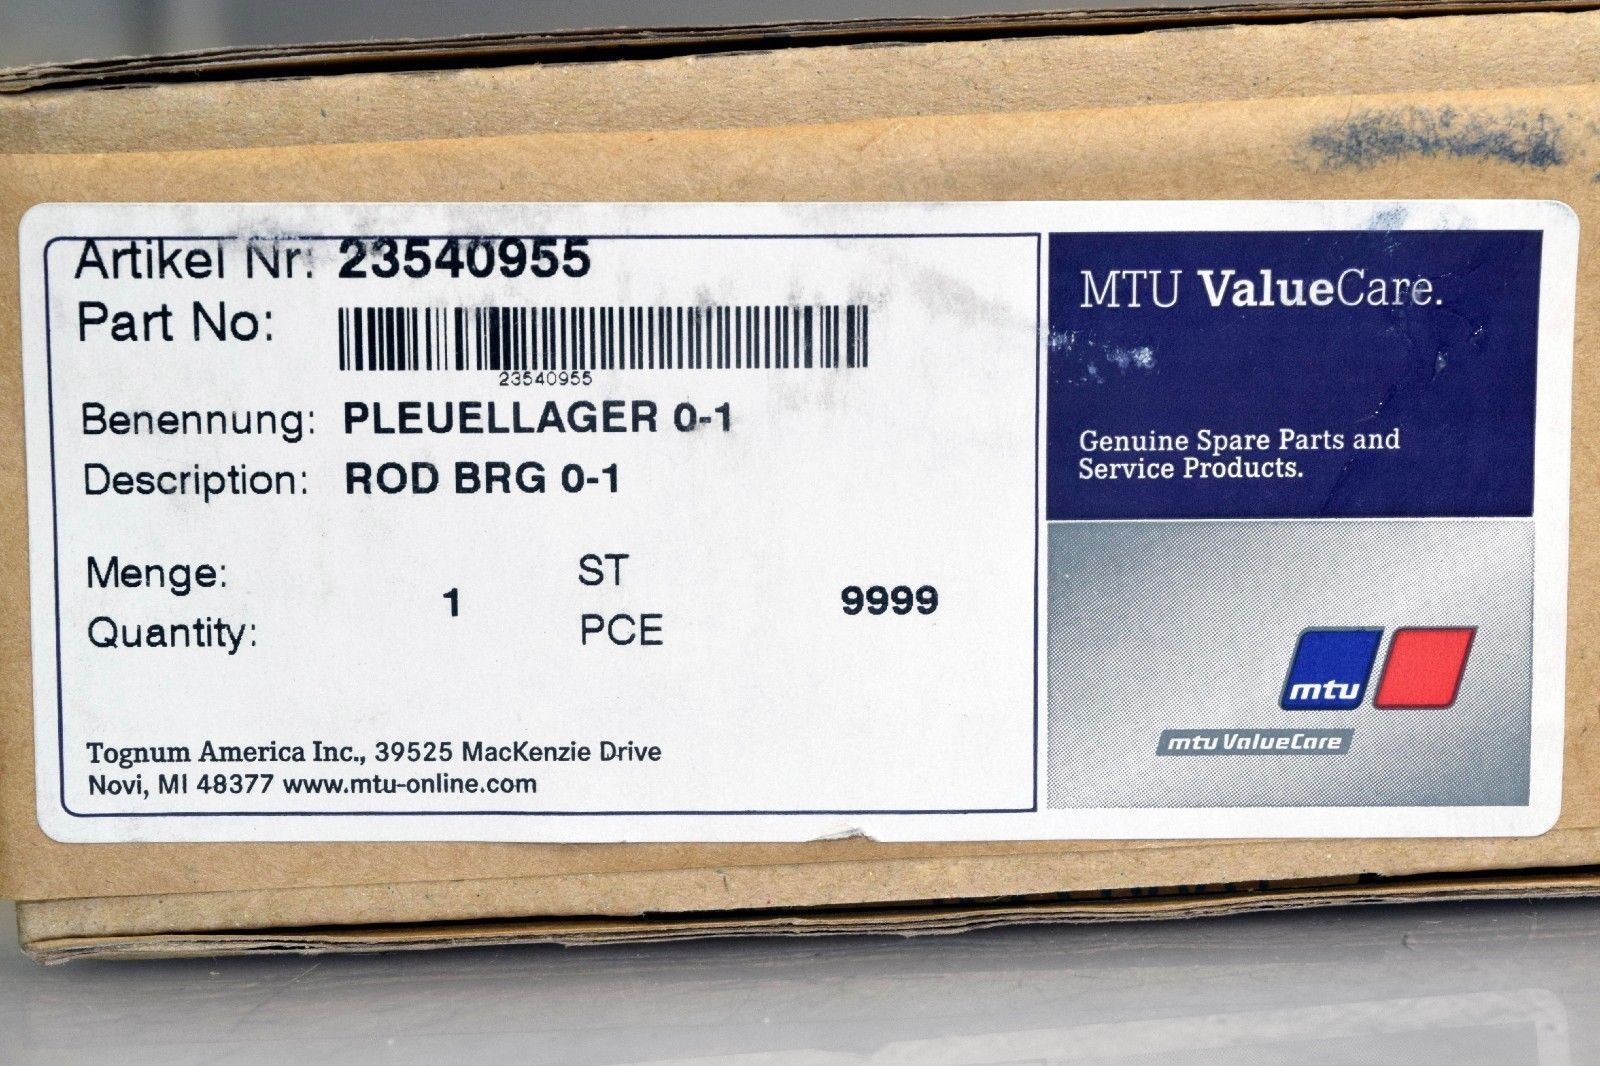 Artikel Nr: 23540955
Part No:
23540955
Benennung: PLEUELLAGER 0-1
Description: ROD BRG 0-1
Menge: ST
1 9999
Quantity: PCE
Tognum America Inc., 39525 MacKenzie Drive
Novi, MI 48377 www.mtu-online.com
MTU ValueCare.
Genuine Spare Parts and
Service Products.
mtu
mtu ValueCare